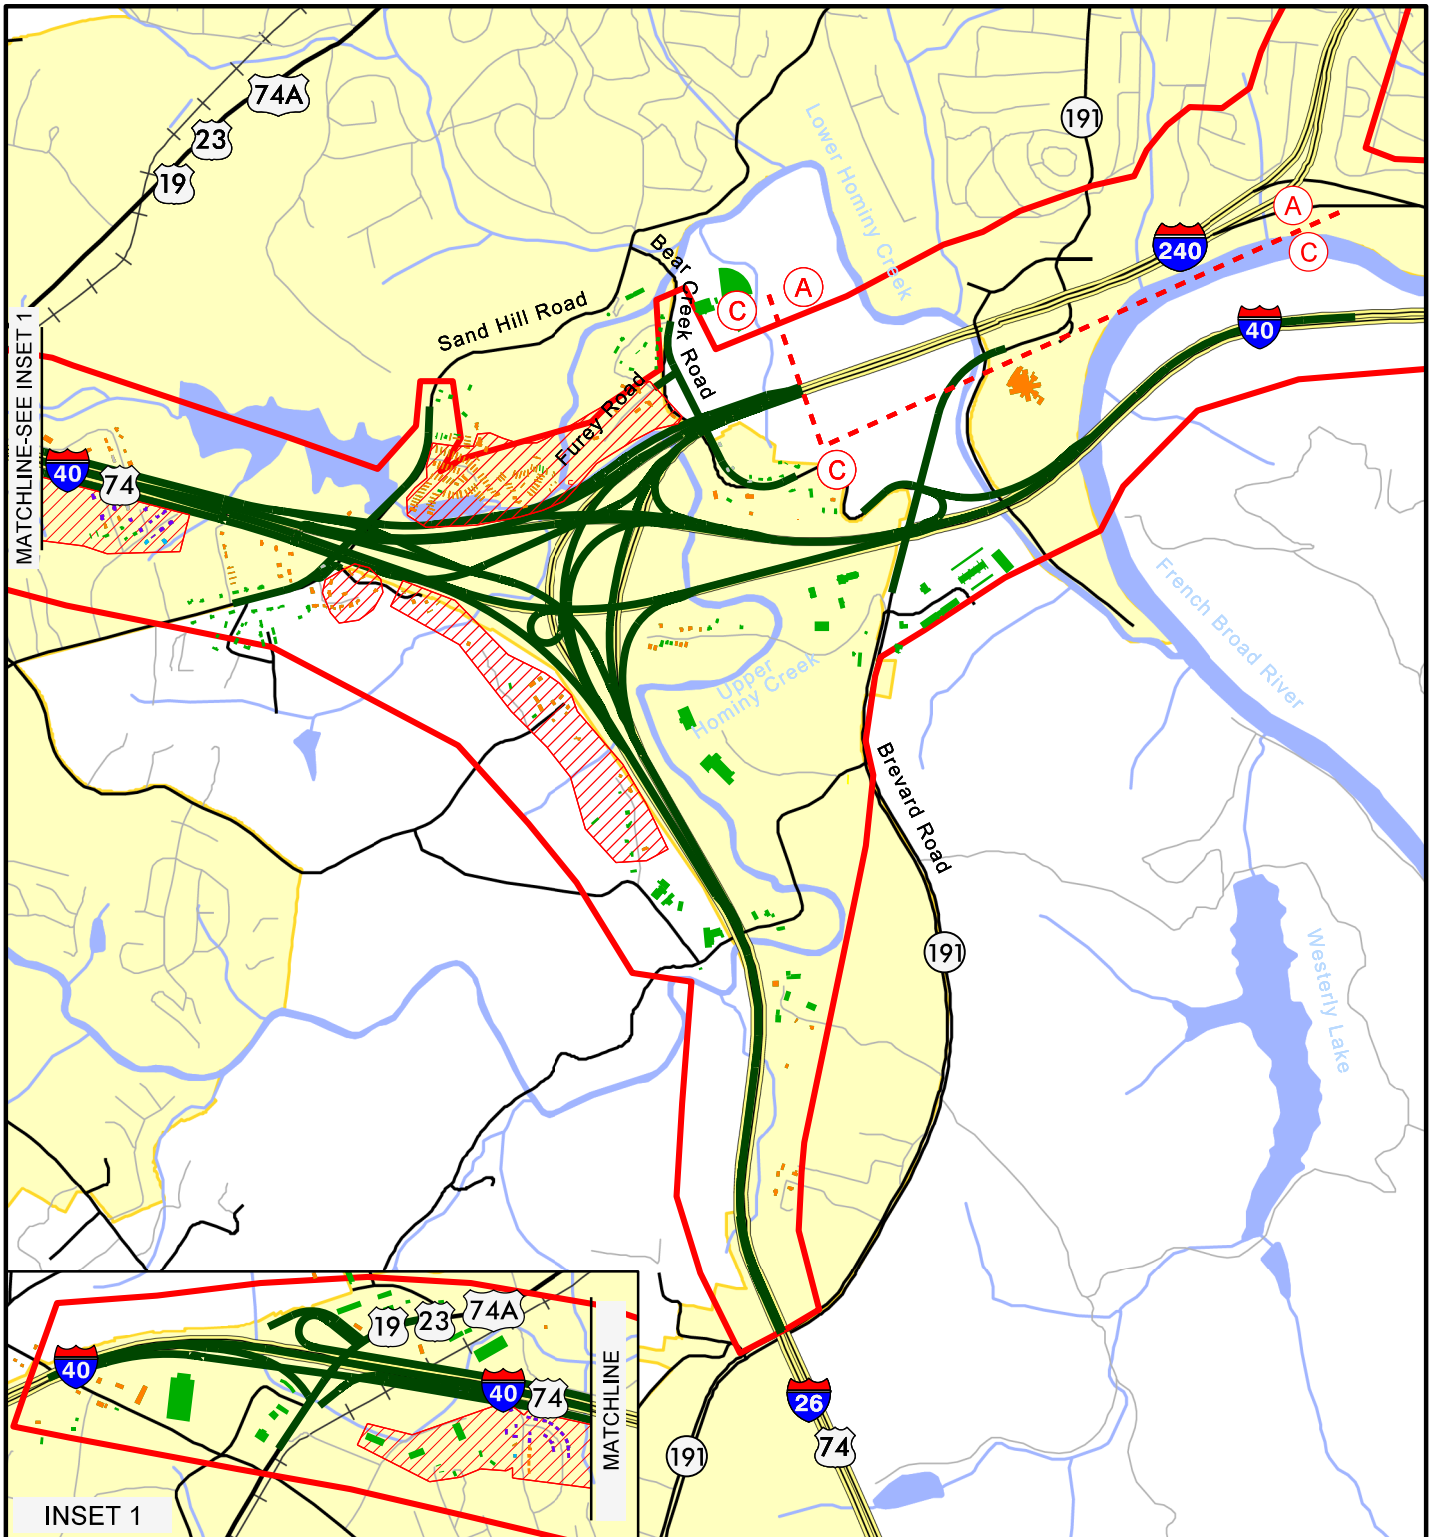 74A
23
19
191
Lower Hominy Creek
A
240
C
Bear Creek Road
A
C
40
Sand Hill Road
MATCHLINE-SEE INSET 1
Furey Road
40
74
C
French Broad River
Upper
Hominy Creek
Brevard Road
191
Westerly Lake
19
23
74A
40
40
74
MATCHLINE
26
74
191
INSET 1